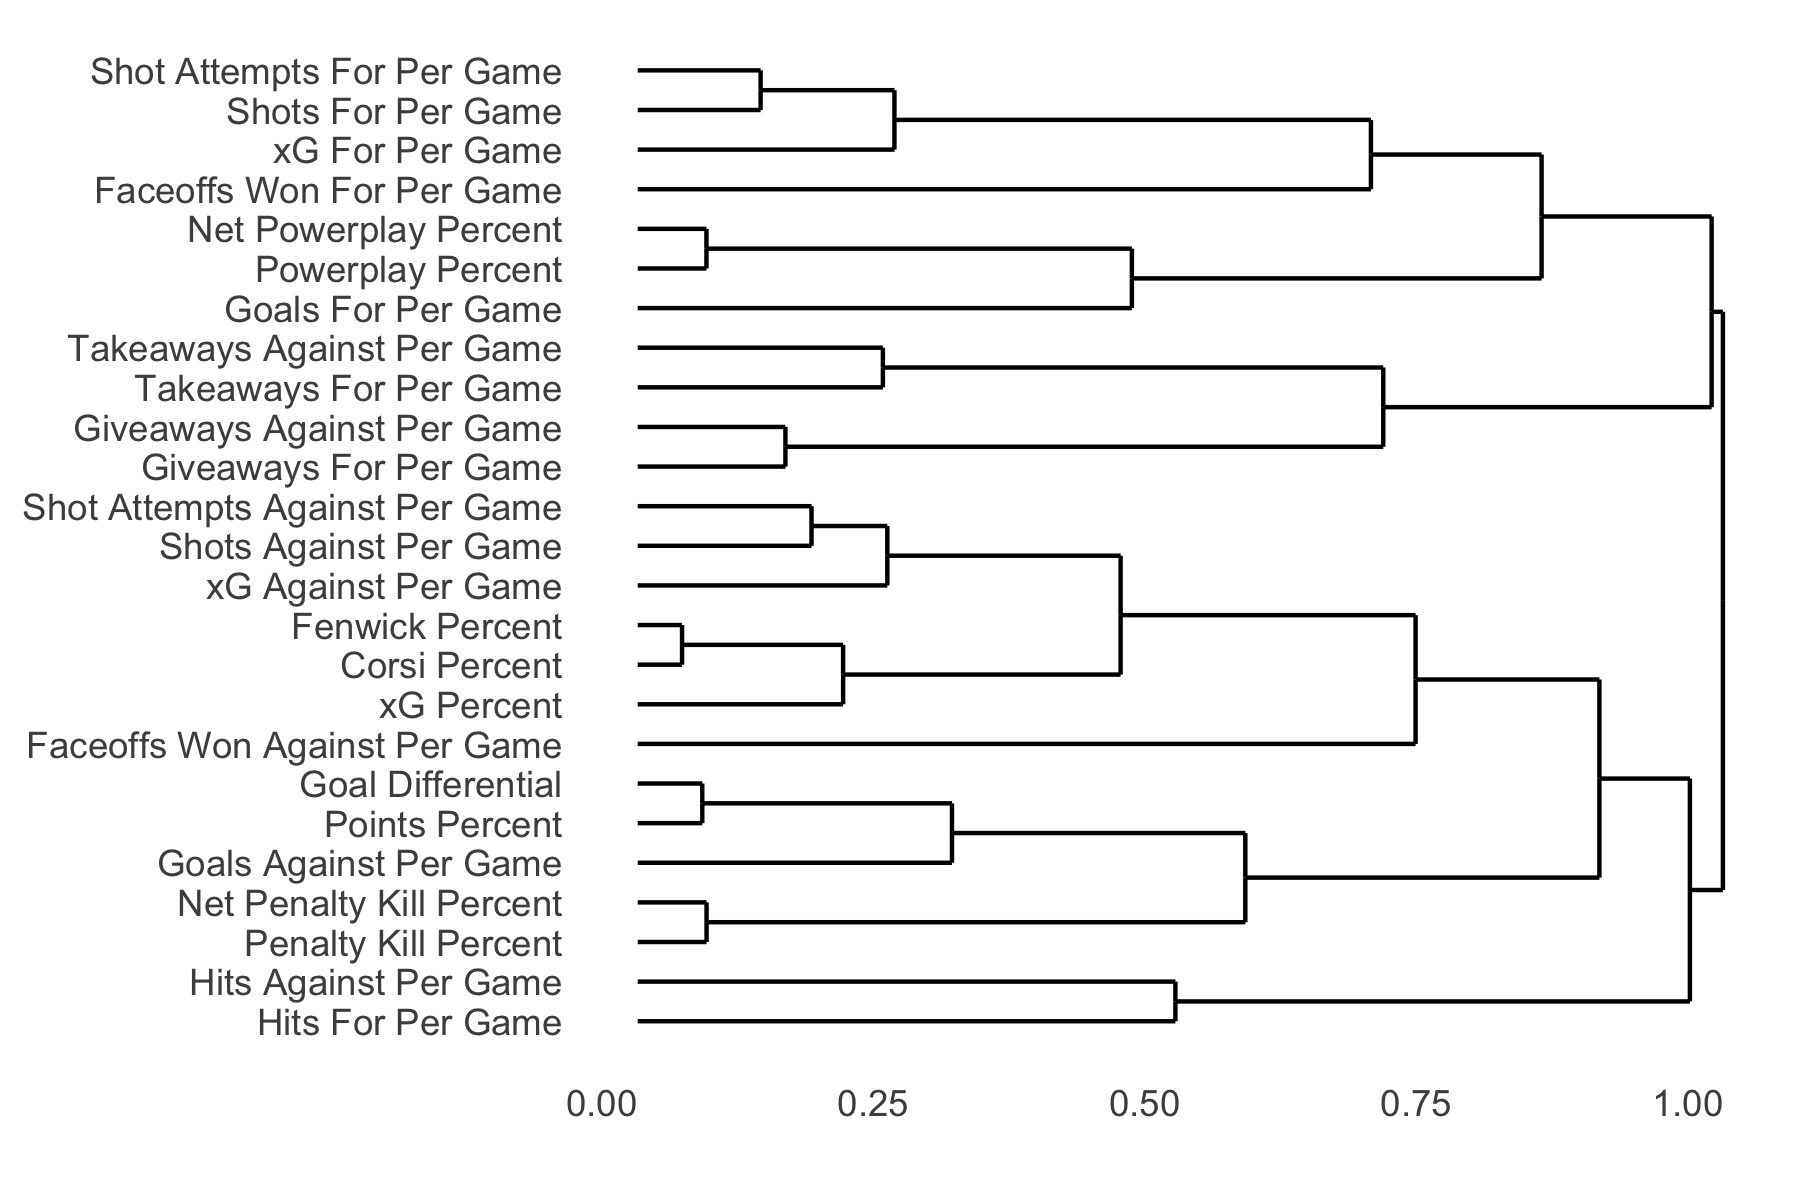 Shot Attempts For Per Game
Shots For Per Game
xG For Per Game
Faceoffs Won For Per Game
Net Powerplay Percent
Powerplay Percent
Goals For Per Game
Takeaways Against Per Game
Takeaways For Per Game
Giveaways Against Per Game
Giveaways For Per Game
Shot Attempts Against Per Game
Shots Against Per Game
xG Against Per Game
Fenwick Percent
Corsi Percent
xG Percent
Faceoffs Won Against Per Game
Goal Differential
Points Percent
Goals Against Per Game
Net Penalty Kill Percent
Penalty Kill Percent
Hits Against Per Game
Hits For Per Game
0.00 0.25 0.50 0.75 1.00